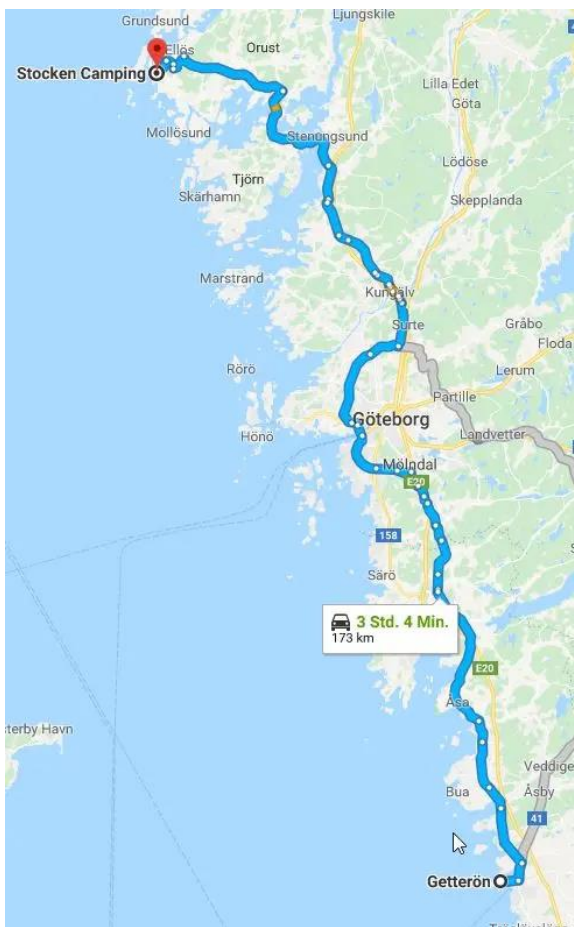 Grundsund
Ljungskile
Ellös
Orust
Stocken Camping
Lilla Edet
Göta
Mollösund
Stenungsund
Lödöse
Tjörn
Skärhamn
Skepplanda
Marstrand
Kungälv
Surte
Gråbo
Floda
Rörö
Lerum
Partille
Hönö
Göteborg
Landvetter
Mölndal
E20
158
Särö
3 Std. 4 Min.
173 km
E20
Åsa
terby Havn
Veddige
Bua
Åsby
41
Getterön